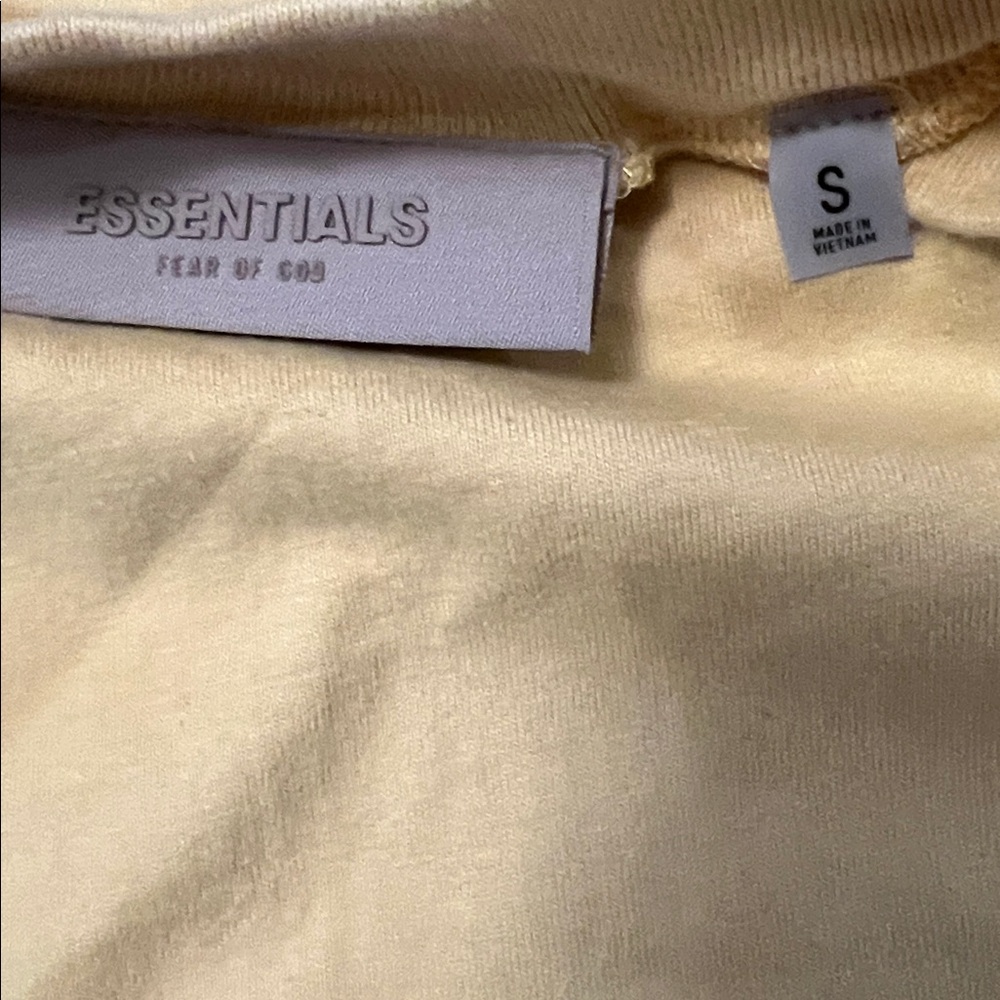 ESSENTIALS
FEAR OF GOD
S
MADE IN
VIETNAM